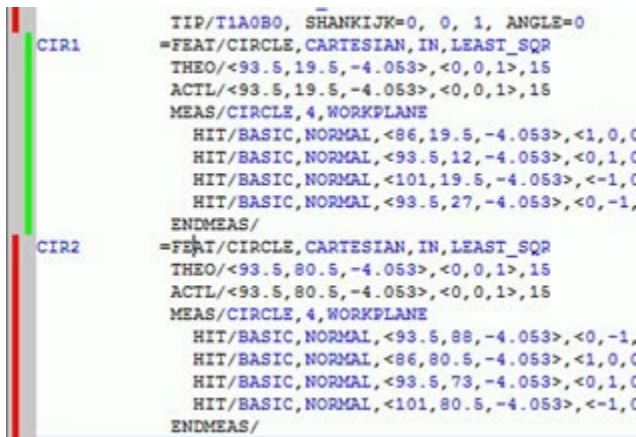 TIP/T1A0B0, SHANKIJK=0, 0, 1, ANGLE=0
CIR1 =FEAT/CIRCLE,CARTESIAN,IN,LEAST_SQR
THEO/<93.5,19.5,-4.053>,<0,0,1>,15
ACTL/<93.5,19.5,-4.053>,<0,0,1>,15
MEAS/CIRCLE,4,WORKPLANE
HIT/BASIC,NORMAL,<86,19.5,-4.053>,<1,0,0
HIT/BASIC,NORMAL,<93.5,12,-4.053>,<0,1,0
HIT/BASIC,NORMAL,<101,19.5,-4.053>,<-1,0
HIT/BASIC,NORMAL,<93.5,27,-4.053>,<0,-1,
ENDMEAS/
CIR2 =FEAT/CIRCLE,CARTESIAN,IN,LEAST_SQR
THEO/<93.5,80.5,-4.053>,<0,0,1>,15
ACTL/<93.5,80.5,-4.053>,<0,0,1>,15
MEAS/CIRCLE,4,WORKPLANE
HIT/BASIC,NORMAL,<93.5,88,-4.053>,<0,-1,
HIT/BASIC,NORMAL,<86,80.5,-4.053>,<1,0,0
HIT/BASIC,NORMAL,<93.5,73,-4.053>,<0,1,0
HIT/BASIC,NORMAL,<101,80.5,-4.053>,<-1,0
ENDMEAS/